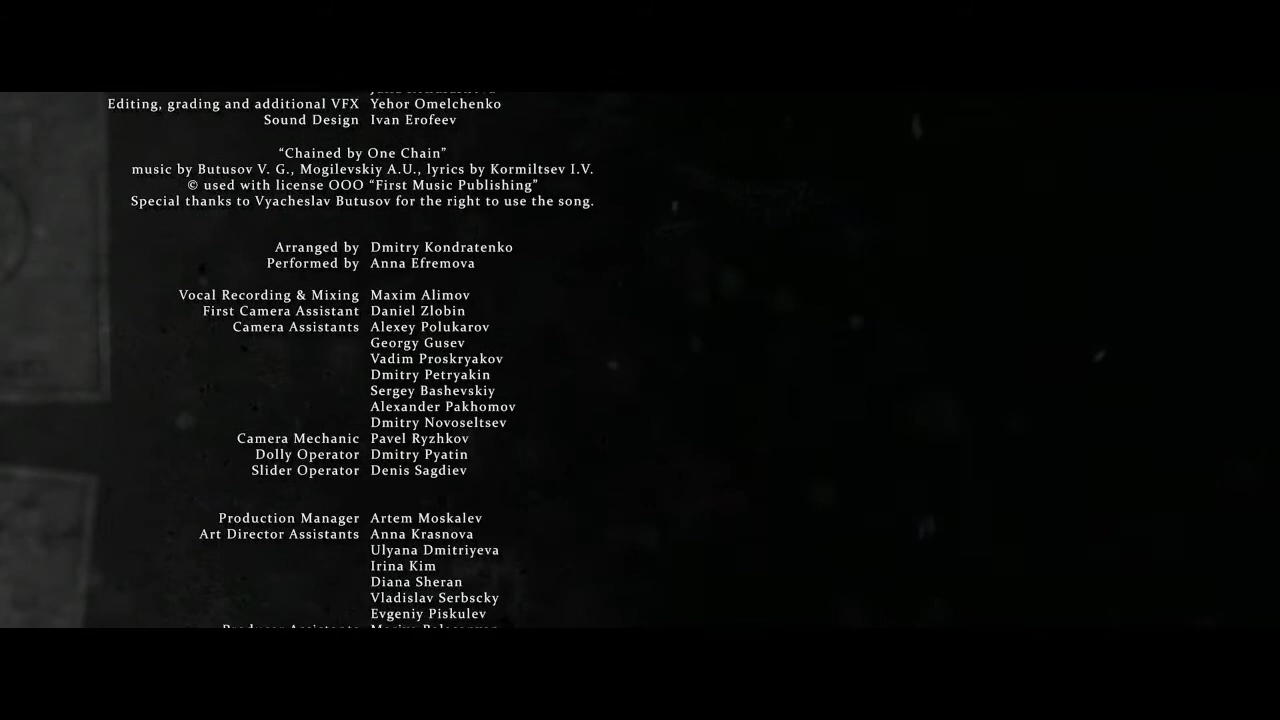 Editing, grading and additional VFX Yehor Omelchenko
Sound Design Ivan Erofeev
“Chained by One Chain”
music by Butusov V. G., Mogilevskiy A.U., lyrics by Kormiltsev I.V.
© used with license OOO “First Music Publishing”
Special thanks to Vyacheslav Butusov for the right to use the song.
Arranged by Dmitry Kondratenko
Performed by Anna Efremova
Vocal Recording & Mixing Maxim Alimov
First Camera Assistant Daniel Zlobin
Camera Assistants Alexey Polukarov
Georgy Gusev
Vadim Proskryakov
Dmitry Petryakin
Sergey Bashevskiy
Alexander Pakhomov
Dmitry Novoseltsev
Camera Mechanic Pavel Ryzhkov
Dolly Operator Dmitry Pyatin
Slider Operator Denis Sagdiev
Production Manager Artem Moskalev
Art Director Assistants Anna Krasnova
Ulyana Dmitriyeva
Irina Kim
Diana Sheran
Vladislav Serbscky
Evgeniy Piskulev